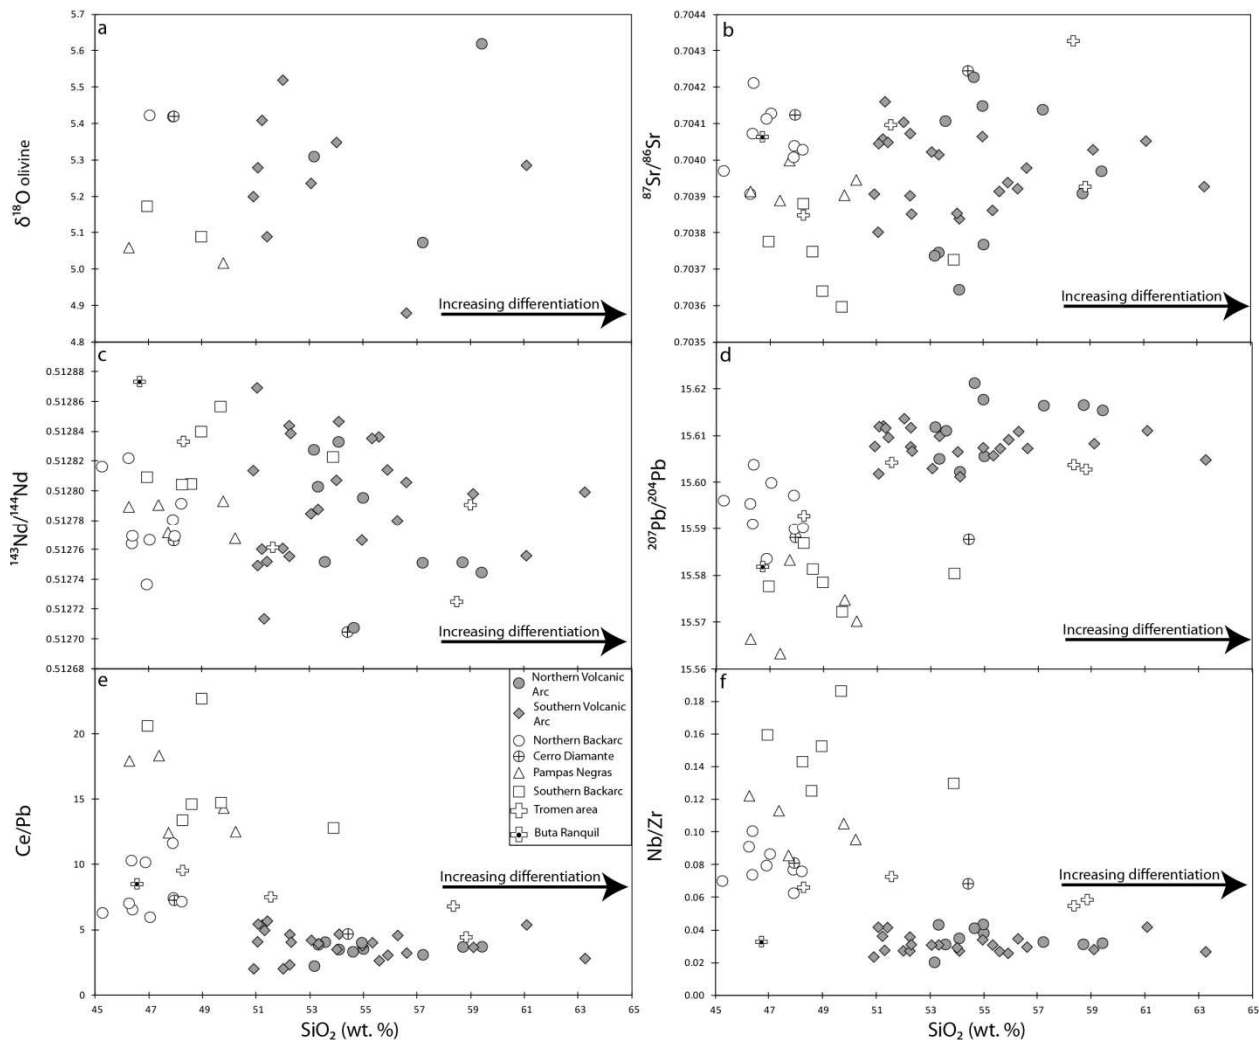 a
5.7
5.6
5.5
5.4
5.3
5.2
5.1
5.0
4.9
4.8
δ¹⁸O olivine
Increasing differentiation
b
0.7044
0.7043
0.7042
0.7041
0.7040
0.7039
0.7038
0.7037
0.7036
0.7035
⁸⁷Sr/⁸⁶Sr
Increasing differentiation
c
0.51288
0.51286
0.51284
0.51282
0.51280
0.51278
0.51276
0.51274
0.51272
0.51270
0.51268
¹⁴³Nd/¹⁴⁴Nd
Increasing differentiation
d
15.62
15.61
15.60
15.59
15.58
15.57
15.56
²⁰⁷Pb/²⁰⁴Pb
Increasing differentiation
e
20
15
10
5
0
Ce/Pb
Northern Volcanic
Arc
Southern Volcanic
Arc
Northern Backarc
Cerro Diamante
Pampas Negras
Southern Backarc
Tromen area
Buta Ranquil
Increasing differentiation
45 47 49 51 53 55 57 59 61 63 65
SiO₂ (wt. %)
f
0.18
0.16
0.14
0.12
0.10
0.08
0.06
0.04
0.02
0.00
Nb/Zr
Increasing differentiation
45 47 49 51 53 55 57 59 61 63 65
SiO₂ (wt. %)